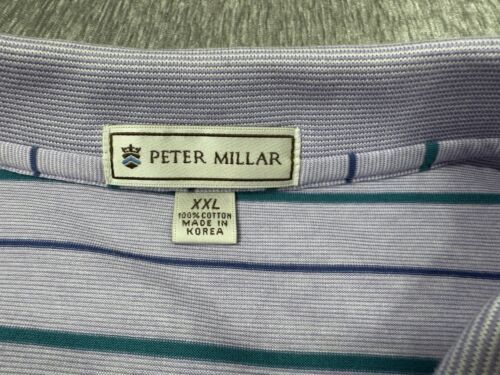 PETER MILLAR
XXL
100% COTTON
MADE IN
KOREA